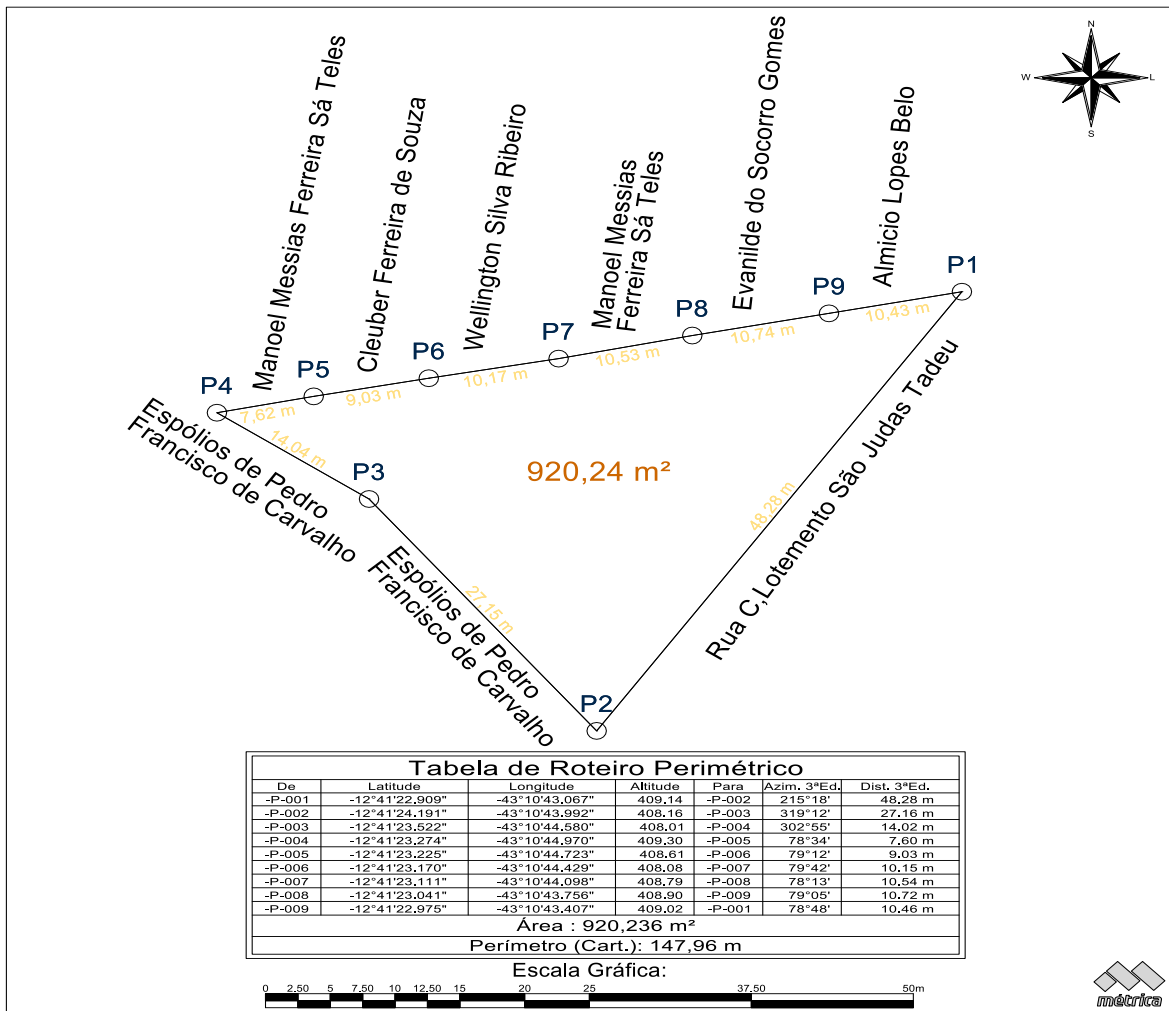 N
W
L
S
Manoel Messias Ferreira Sá Teles
Cleuber Ferreira de Souza
Wellington Silva Ribeiro
Manoel Messias
Ferreira Sá Teles
Evanilde do Socorro Gomes
Almicio Lopes Belo
P1
P9
P8
P7
P6
P5
P4
10,43 m
10,74 m
10,53 m
10,17 m
9,03 m
7,62 m
14,04 m
Espólios de Pedro
Francisco de Carvalho
P3
920,24 m²
48,28 m
Rua C,Lotemento São Judas Tadeu
27,15 m
Espólios de Pedro
Francisco de Carvalho
P2
Tabela de Roteiro Perimétrico
De Latitude Longitude Altitude Para Azim. 3ªEd. Dist. 3ªEd.
-P-001 -12°41'22.909" -43°10'43.067" 409.14 -P-002 215°18' 48.28 m
-P-002 -12°41'24.191" -43°10'43.992" 408.16 -P-003 319°12' 27.16 m
-P-003 -12°41'23.522" -43°10'44.580" 408.01 -P-004 302°55' 14.02 m
-P-004 -12°41'23.274" -43°10'44.970" 409.30 -P-005 78°34' 7.60 m
-P-005 -12°41'23.225" -43°10'44.723" 408.61 -P-006 79°12' 9.03 m
-P-006 -12°41'23.170" -43°10'44.429" 408.08 -P-007 79°42' 10.15 m
-P-007 -12°41'23.111" -43°10'44.098" 408.79 -P-008 78°13' 10.54 m
-P-008 -12°41'23.041" -43°10'43.756" 408.90 -P-009 79°05' 10.72 m
-P-009 -12°41'22.975" -43°10'43.407" 409.02 -P-001 78°48' 10.46 m
Área : 920,236 m²
Perímetro (Cart.): 147,96 m
Escala Gráfica:
0 2.50 5 7.50 10 12.50 15 20 25 37.50 50m
métrica